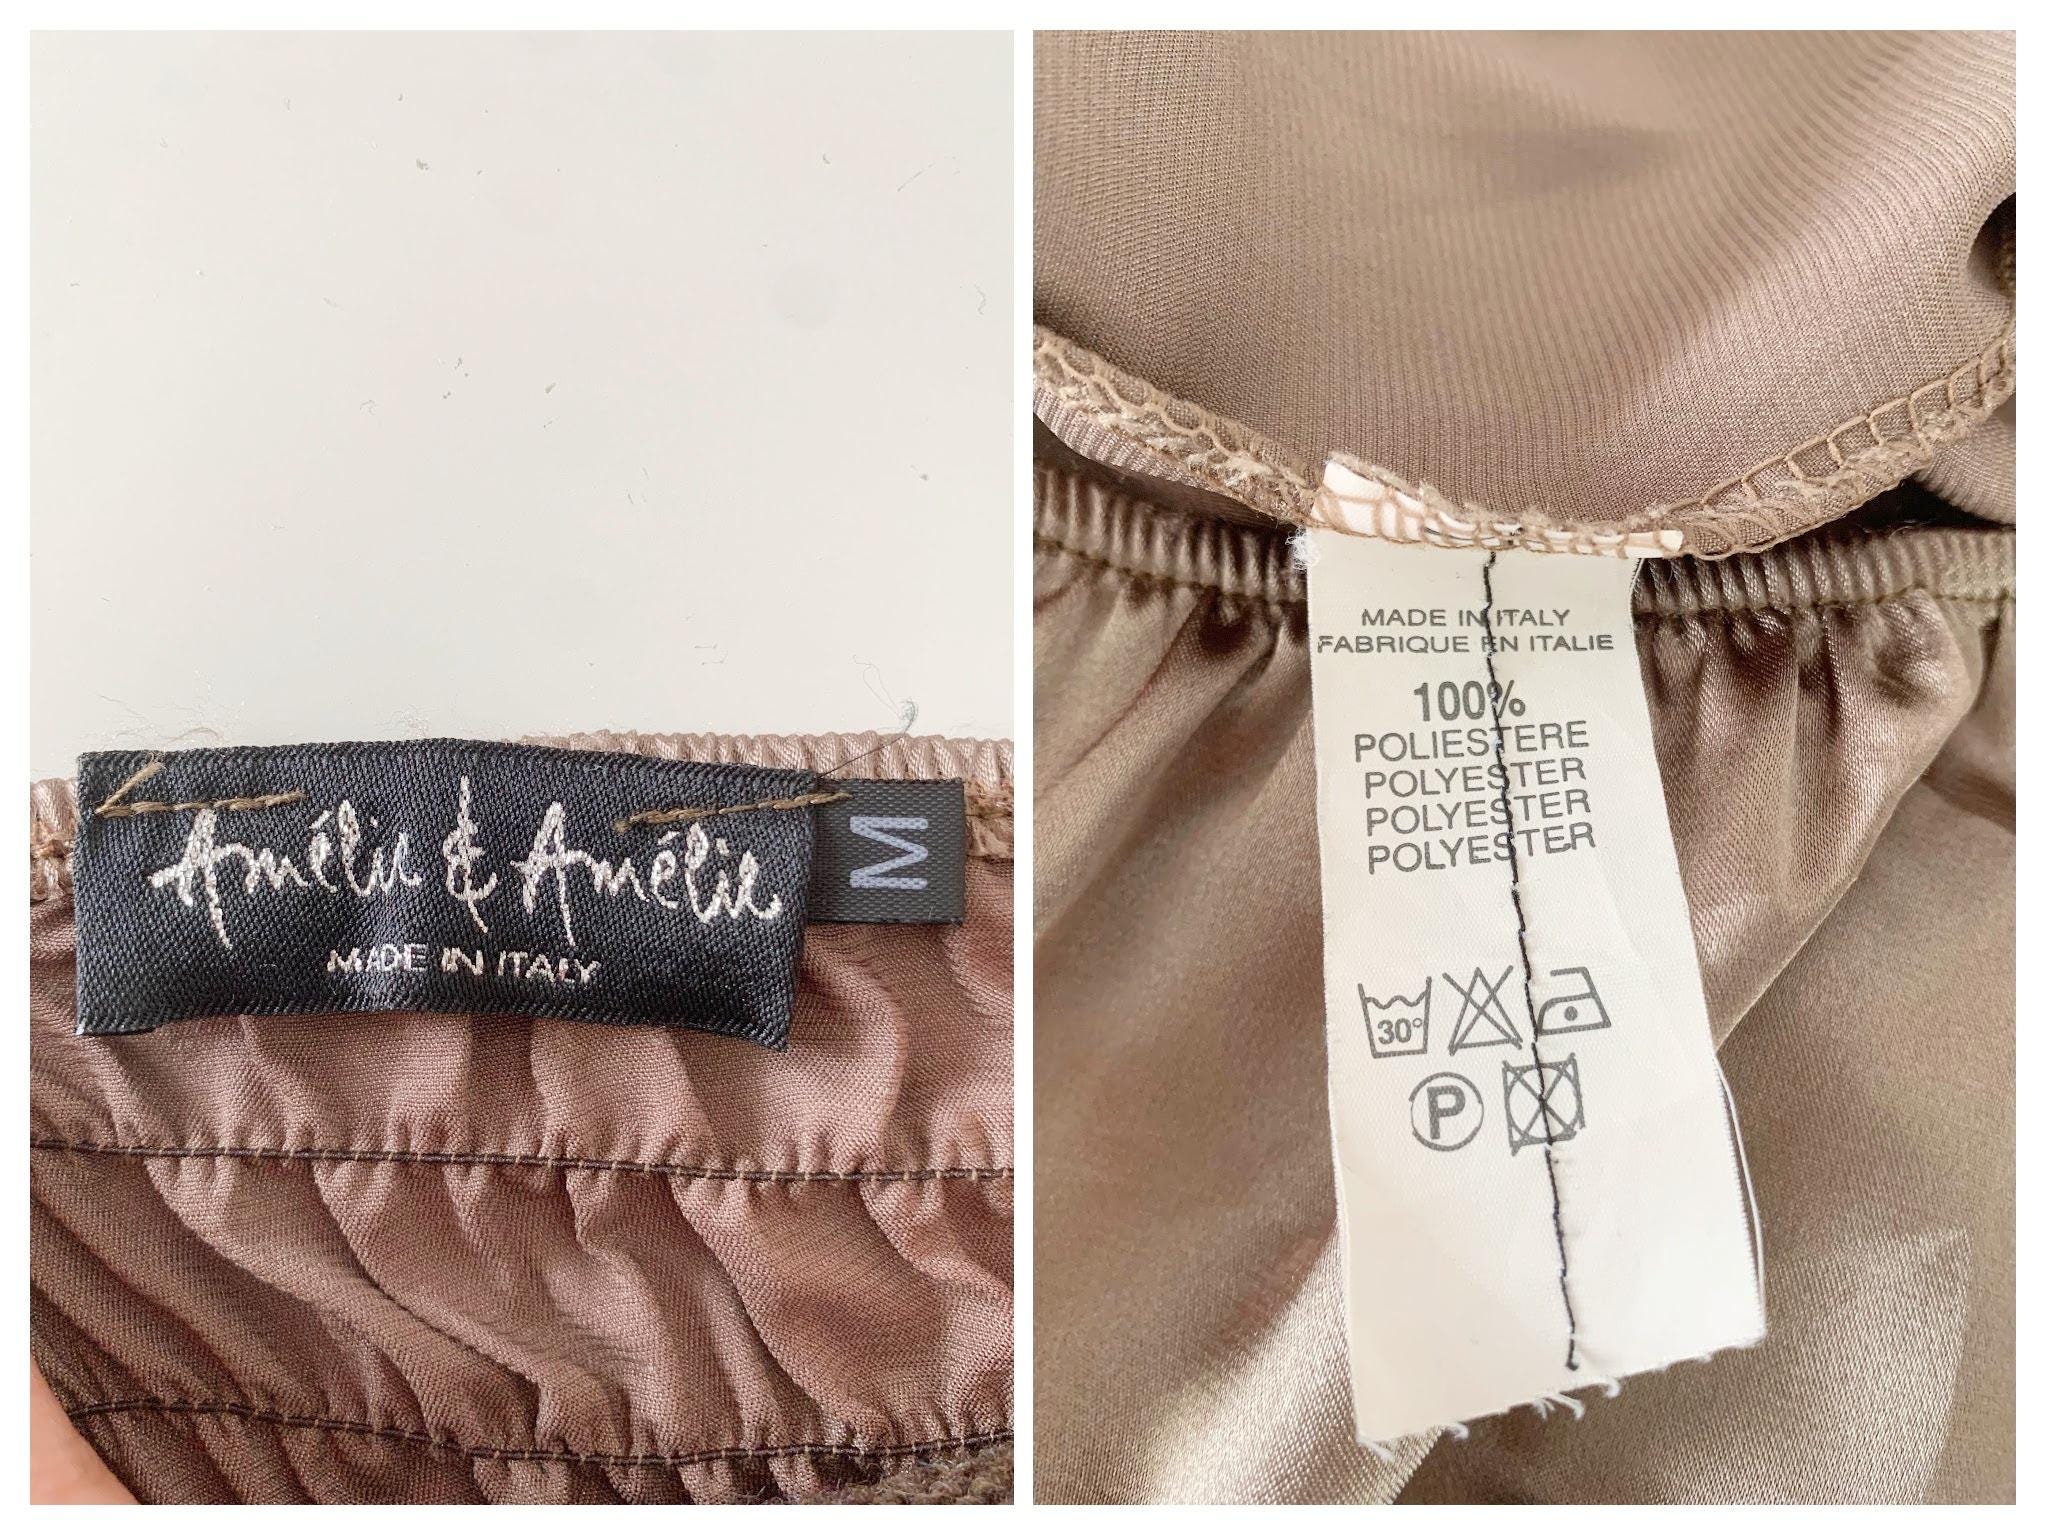 Amélie & Amélie
MADE IN ITALY
M
MADE IN ITALY
FABRIQUE EN ITALIE
100%
POLIESTERE
POLYESTER
POLYESTER
POLYESTER
30°
P